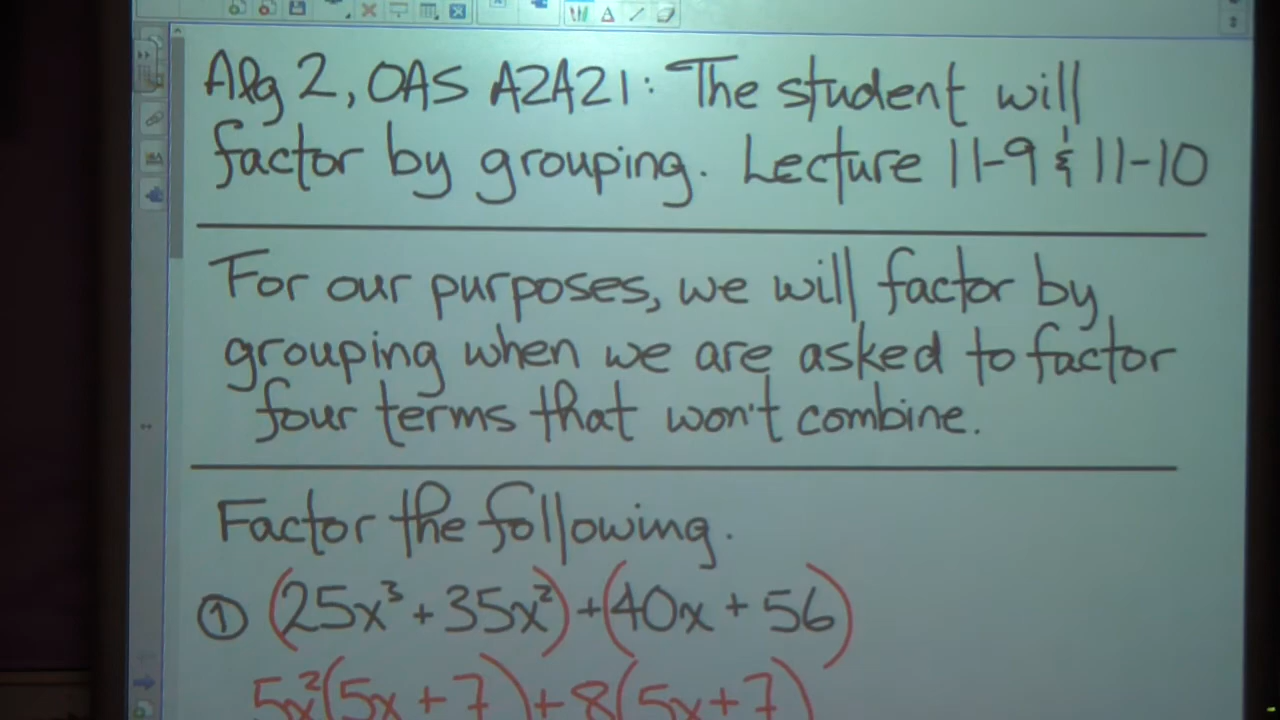 Alg 2, OAS A2A21: The student will
factor by grouping. Lecture 11-9 & 11-10
For our purposes, we will factor by
grouping when we are asked to factor
four terms that won't combine.
Factor the following.
① (25x³ + 35x²) + (40x + 56)
5x²(5x + 7) + 8(5x + 7)